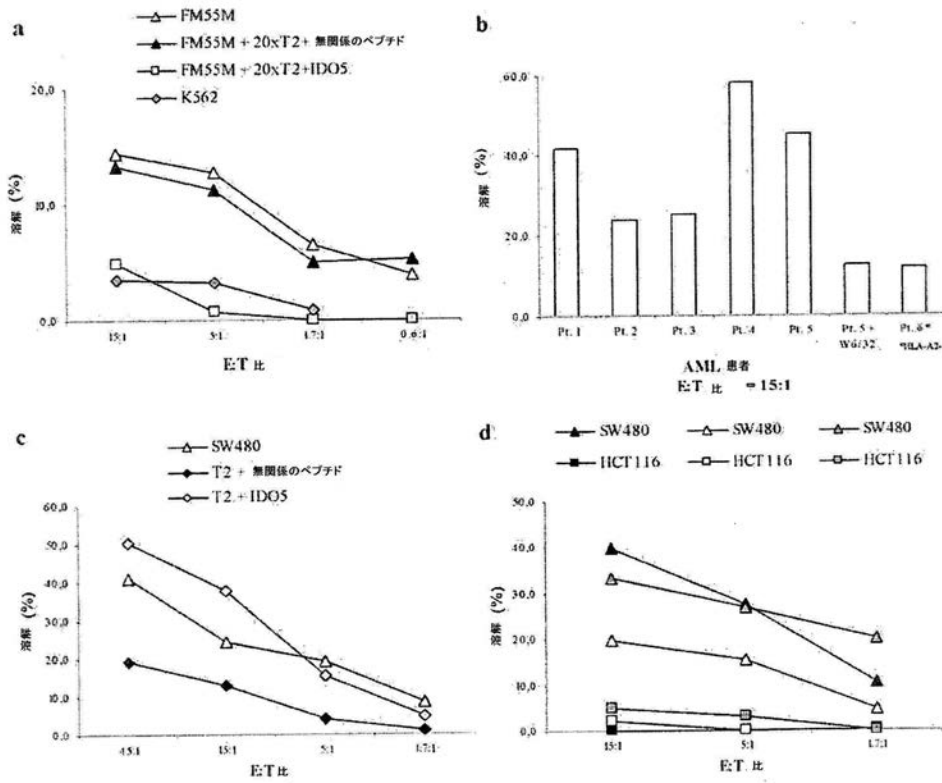 a
FM55M
FM55M + 20xT2+ 無関係のペプチド
FM55M + 20xT2+IDO5
K562
20,0
10,0
0,0
溶解 (%)
15:1
5:1
1.7:1
0.6:1
E:T 比
b
60,0
40,0
20,0
0,0
溶解 (%)
Pt. 1
Pt. 2
Pt. 3
Pt. 4
Pt. 5
Pt. 5 +
W6/32
Pt. 6 *
*HLA-A2-
AML 患者
E:T 比 = 15:1
c
SW480
T2 + 無関係のペプチド
T2 + IDO5
60,0
50,0
40,0
30,0
20,0
10,0
0,0
溶解 (%)
45:1
15:1
5:1
1.7:1
E:T 比
d
SW480 SW480 SW480
HCT116 HCT116 HCT116
50,0
40,0
30,0
20,0
10,0
0,0
溶解 (%)
15:1
5:1
1.7:1
E:T. 比